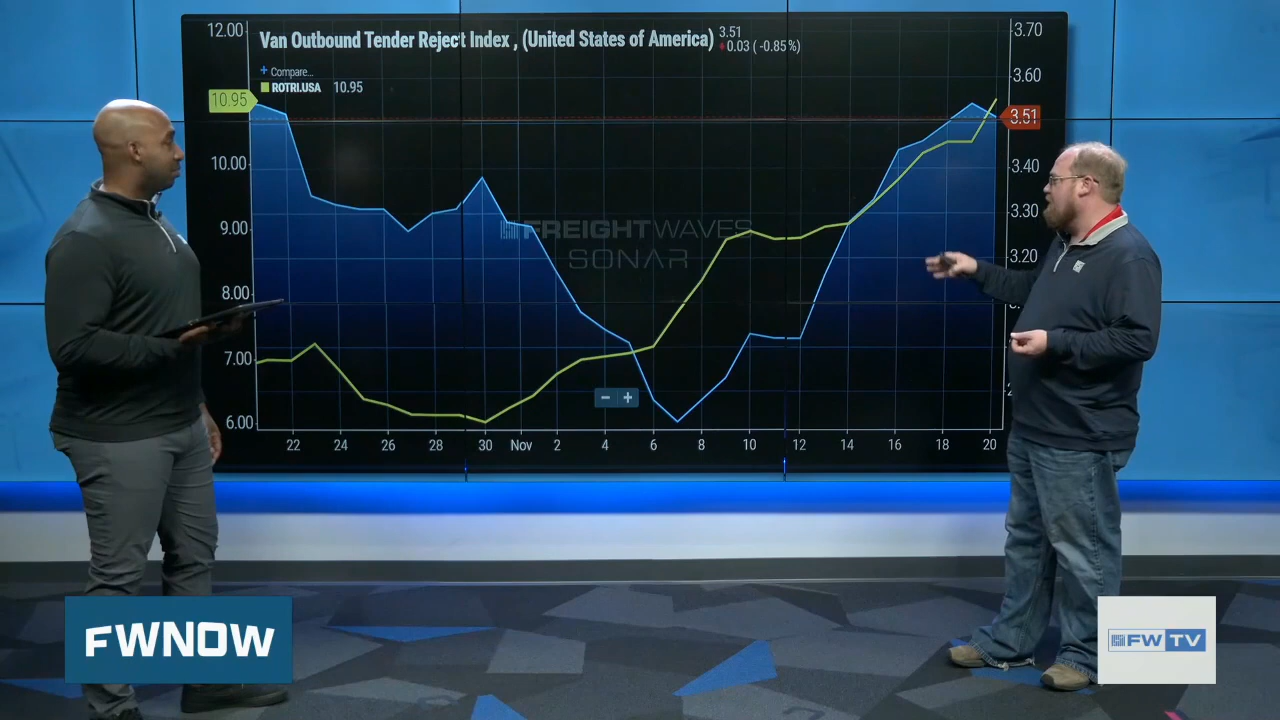 12.00
Van Outbound Tender Reject Index , (United States of America)
3.51
0.03 ( -0.85%)
3.70
+ Compare...
3.60
ROTRI.USA 10.95
10.95
3.51
10.00
3.40
3.30
9.00
FREIGHTWAVES
SONAR
3.20
8.00
7.00
− +
6.00
22 24 26 28 30 Nov 2 4 6 8 10 12 14 16 18 20
FWNOW
FWTV